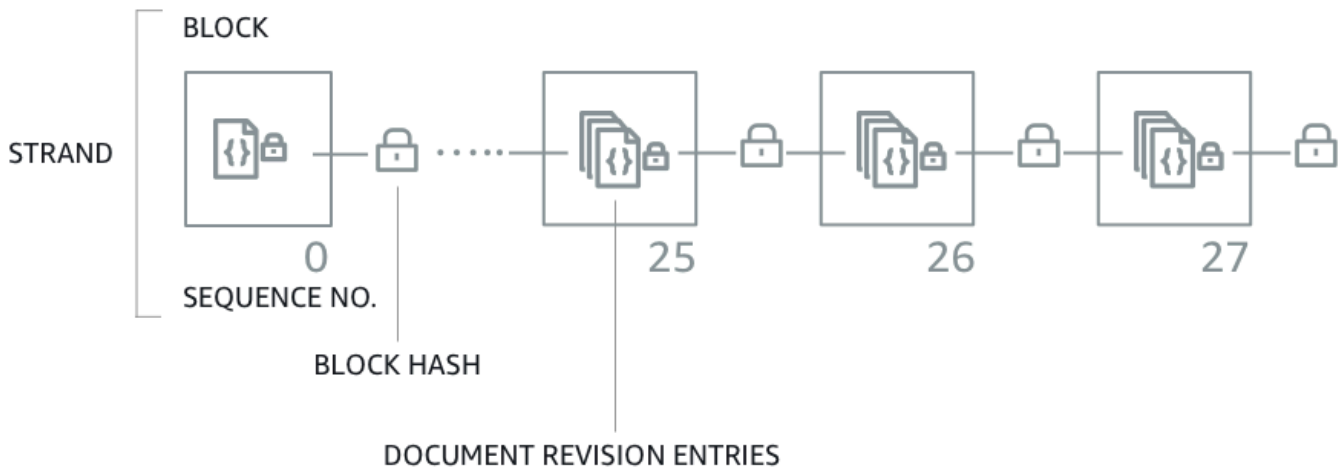 BLOCK
STRAND
{} {} {} {}
0 25 26 27
SEQUENCE NO.
BLOCK HASH
DOCUMENT REVISION ENTRIES